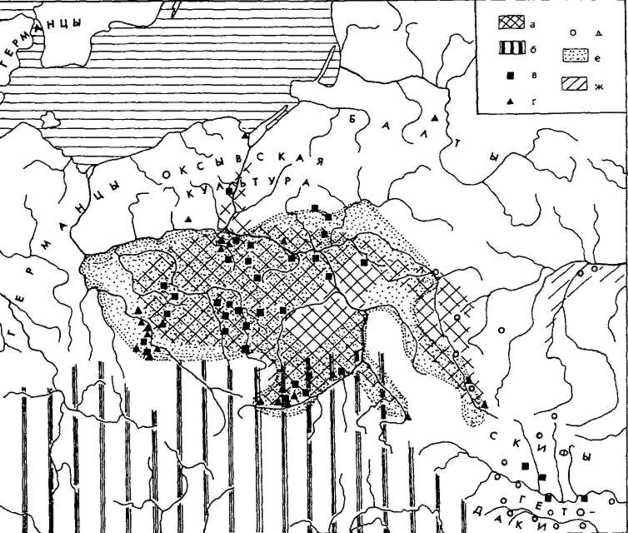 ГЕРМАНЦЫ
а
б
в
г
е
ж
БАЛТЫ
ОКСЫВСКАЯ
КУЛЬТУРА
ГЕРМАНЦЫ
СКИФЫ
ГЕТО-
ДАКИ